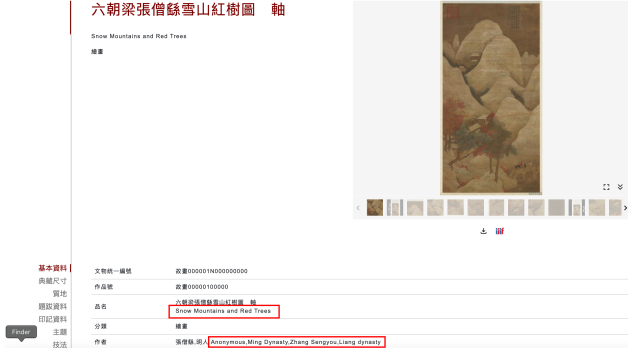 六朝梁張僧繇雪山紅樹圖　軸
Snow Mountains and Red Trees
繪畫
基本資料
典藏尺寸
質地
題跋資料
印記資料
主題
技法
Finder
文物統一編號 故畫000001N000000000
作品號 故畫00000100000
品名 六朝梁張僧繇雪山紅樹圖　軸
Snow Mountains and Red Trees
分類 繪畫
作者 張僧繇,明人 Anonymous,Ming Dynasty,Zhang Sengyou,Liang dynasty